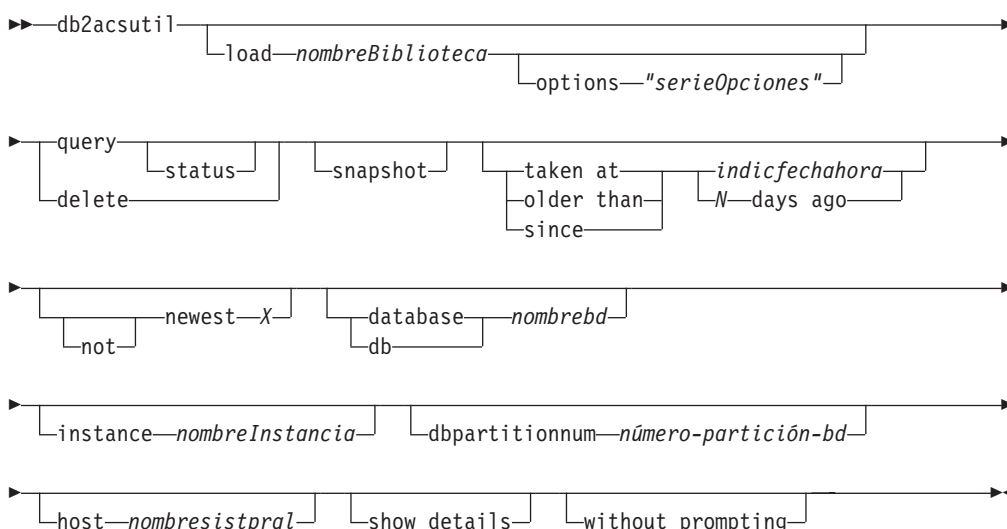 db2acsutil
load nombreBiblioteca
options "serieOpciones"
query
status
delete
snapshot
taken at
older than
since
indicfechahora
N days ago
not
newest X
database
db
nombrebd
instance nombreInstancia
dbpartitionnum número-partición-bd
host nombresistpral
show details
without prompting